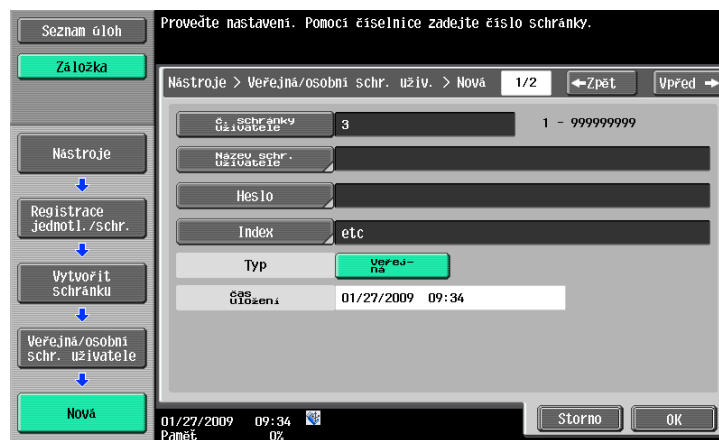 Seznam úloh
Záložka
Nástroje
Registrace
jednotl./schr.
Vytvořit
schránku
Veřejná/osobní
schr. uživatele
Nová
Proveďte nastavení. Pomocí číselnice zadejte číslo schránky.
Nástroje > Veřejná/osobní schr. uživ. > Nová 1/2 ←Zpět Vpřed →
č. schránky
uživatele
3 1 - 999999999
Název schr.
uživatele
Heslo
Index etc
Typ Veřej-
ná
čas
uložení
01/27/2009 09:34
Storno OK
01/27/2009 09:34
Paměť 0%